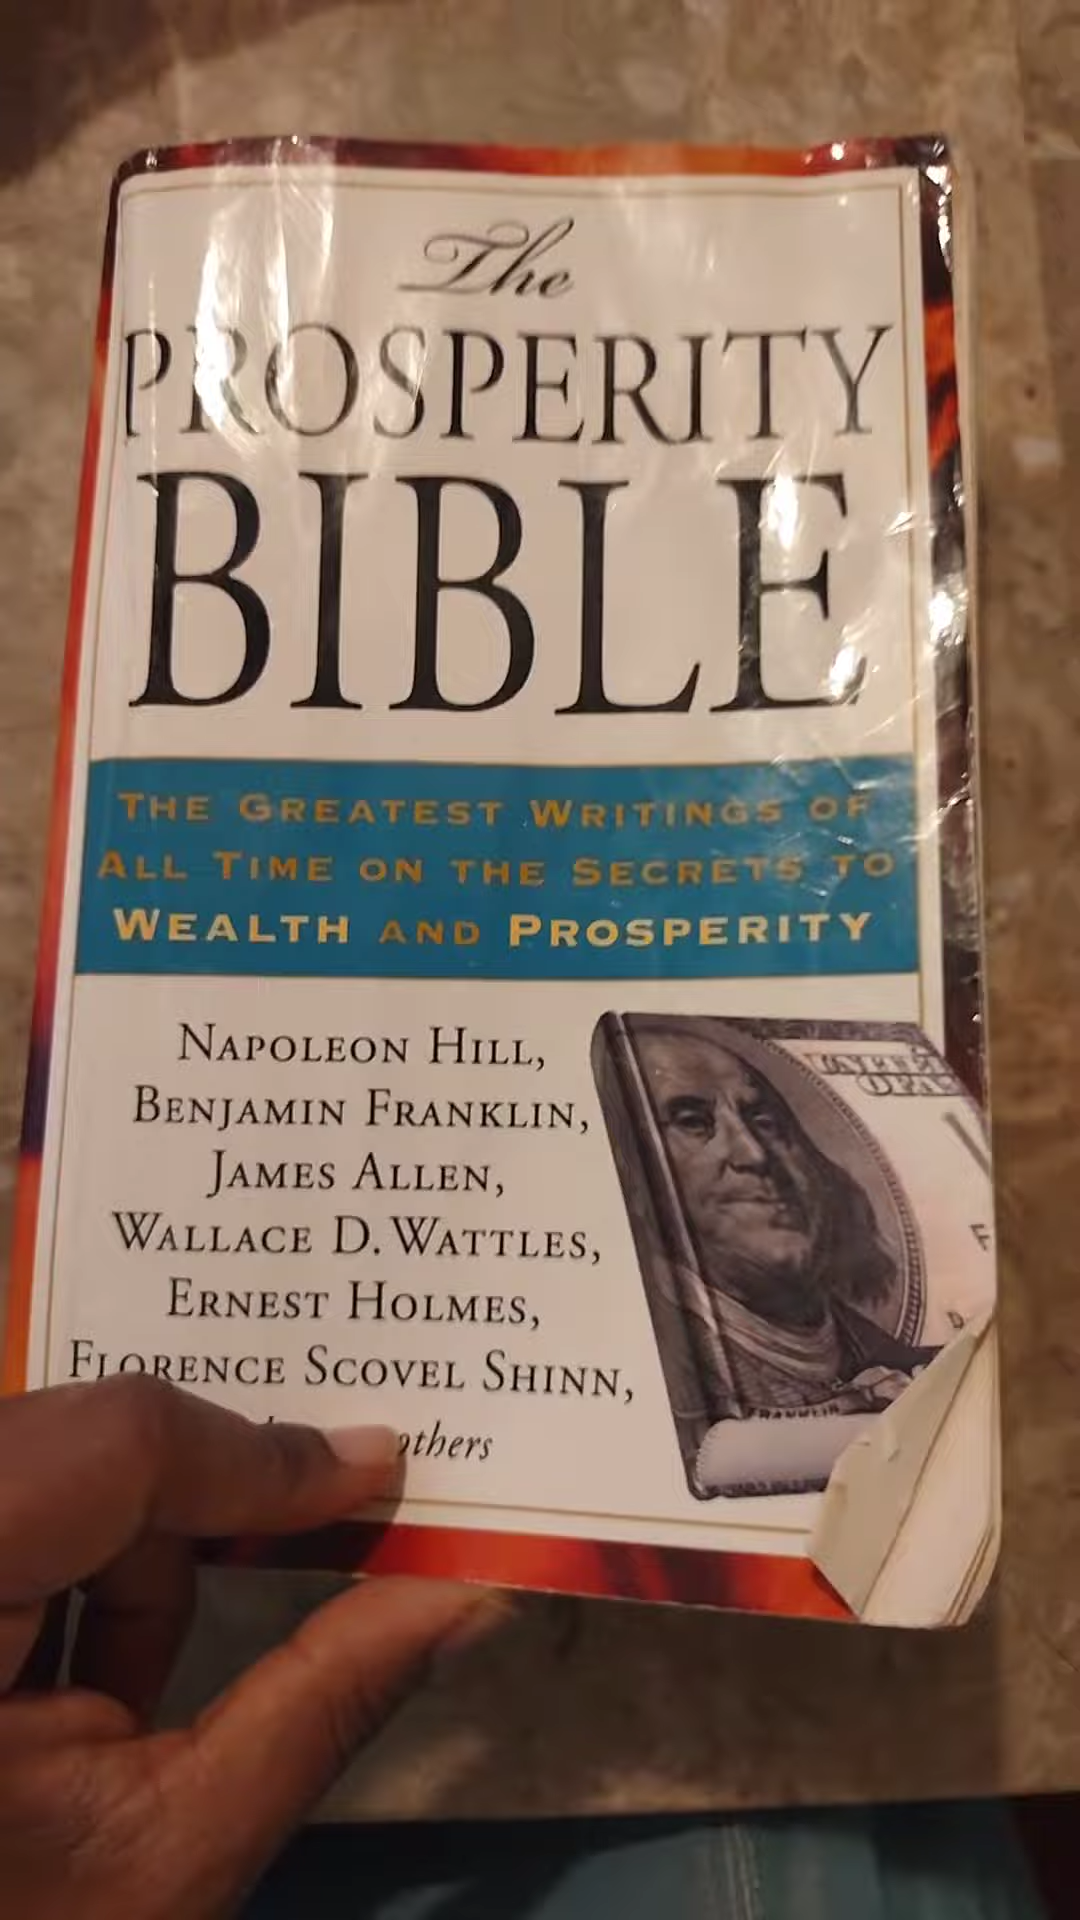 The
PROSPERITY
BIBLE
THE GREATEST WRITINGS OF
ALL TIME ON THE SECRETS TO
WEALTH AND PROSPERITY
NAPOLEON HILL,
BENJAMIN FRANKLIN,
JAMES ALLEN,
WALLACE D. WATTLES,
ERNEST HOLMES,
FLORENCE SCOVEL SHINN,
others
FRANKLIN